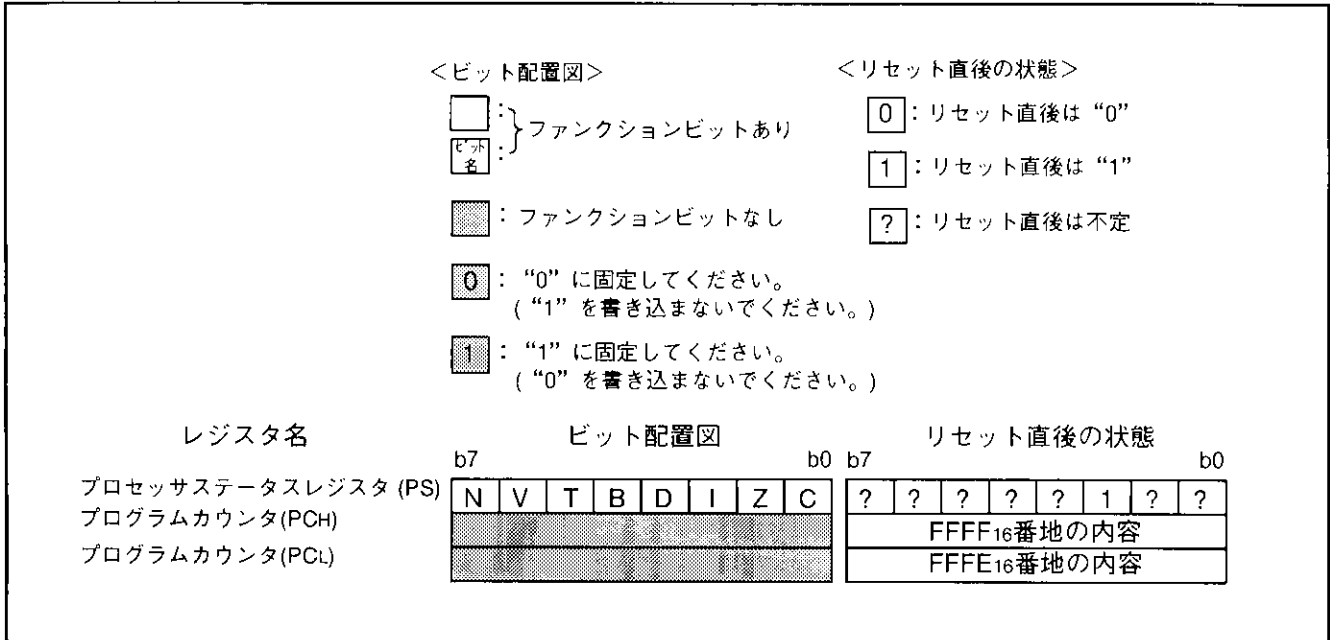 ＜ビット配置図＞
：
ビット名：
ファンクションビットあり
：ファンクションビットなし
0：“0”に固定してください。
(“1”を書き込まないでください。)
1：“1”に固定してください。
(“0”を書き込まないでください。)
＜リセット直後の状態＞
0：リセット直後は“0”
1：リセット直後は“1”
?：リセット直後は不定
レジスタ名 ビット配置図 リセット直後の状態
b7 b0 b7 b0
プロセッサステータスレジスタ (PS) N V T B D I Z C ? ? ? ? ? 1 ? ?
プログラムカウンタ(PCH) FFFF16番地の内容
プログラムカウンタ(PCL) FFFE16番地の内容